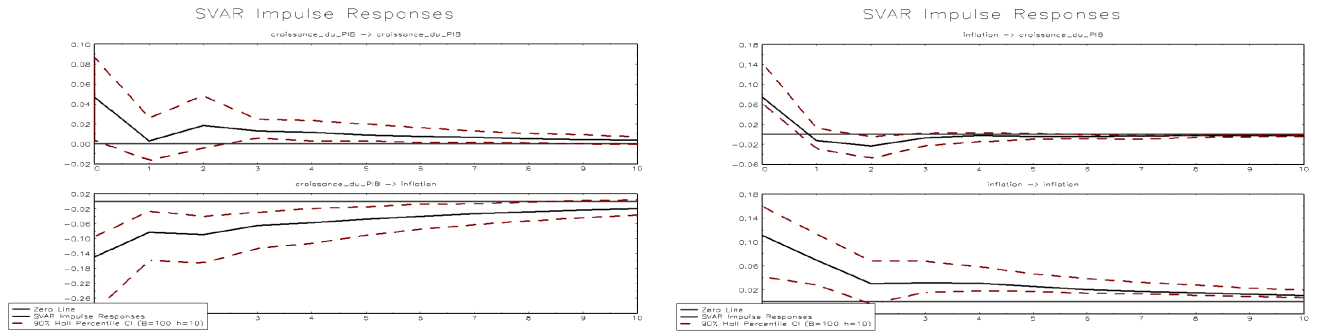 SVAR Impulse Responses
croissance_du_PIB -> croissance_du_PIB
0.10
0.08
0.06
0.04
0.02
0.00
-0.02
0 1 2 3 4 5 6 7 8 9 10
croissance_du_PIB -> inflation
0.02
-0.02
-0.06
-0.10
-0.14
-0.18
-0.22
-0.26
3 4 5 6 7 8 9 10
Zero Line
SVAR Impulse Responses
90% Hall Percentile CI (B=100 h=10)
SVAR Impulse Responses
inflation -> croissance_du_PIB
0.18
0.14
0.10
0.06
0.02
-0.02
-0.06
0 1 2 3 4 5 6 7 8 9 10
inflation -> inflation
0.18
0.14
0.10
0.06
0.02
3 4 5 6 7 8 9 10
Zero Line
SVAR Impulse Responses
90% Hall Percentile CI (B=100 h=10)